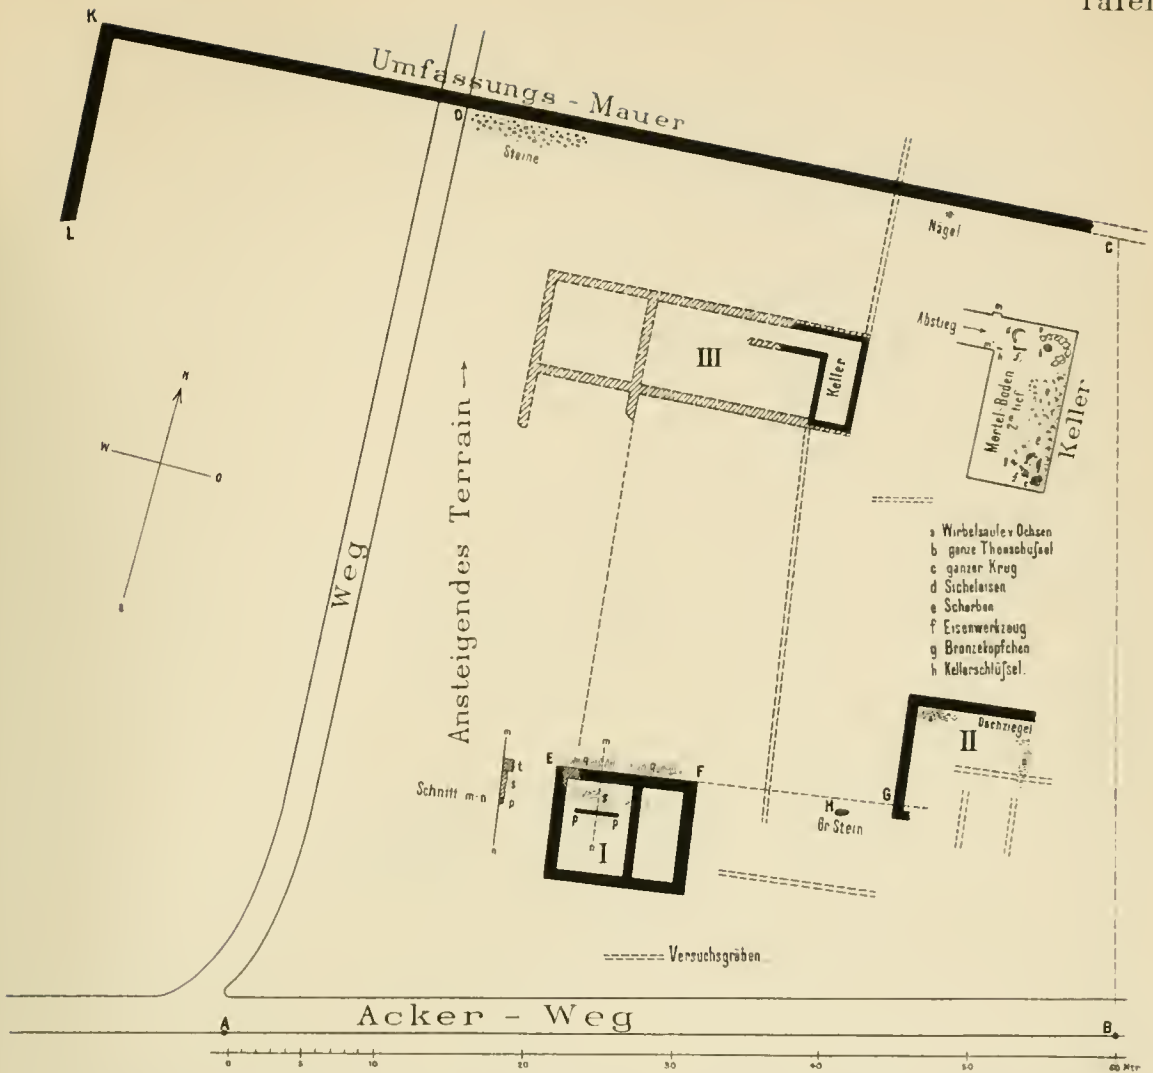 Tafel
K
Umfassungs - Mauer
D
Steine
L
Nägel
C
Abstieg
III
Keller
Mörtel-Boden
2m tief
Keller
N
W
O
S
Weg
Ansteigendes Terrain
a Wirbelsäule v Ochsen
b ganze Thonschüſsel
c ganzer Krug
d Sicheleisen
e Scherben
f Eisenwerkzeug
g Bronzeköpfchen
h Kellerschlüſsel.
Dachziegel
II
m
t
s
p
n
Schnitt m-n
E
m
F
s
p
p
n
I
G
H
Gr Stein
Versuchsgräben
A
Acker - Weg
B
0 5 10 20 30 40 50 60 Mtr